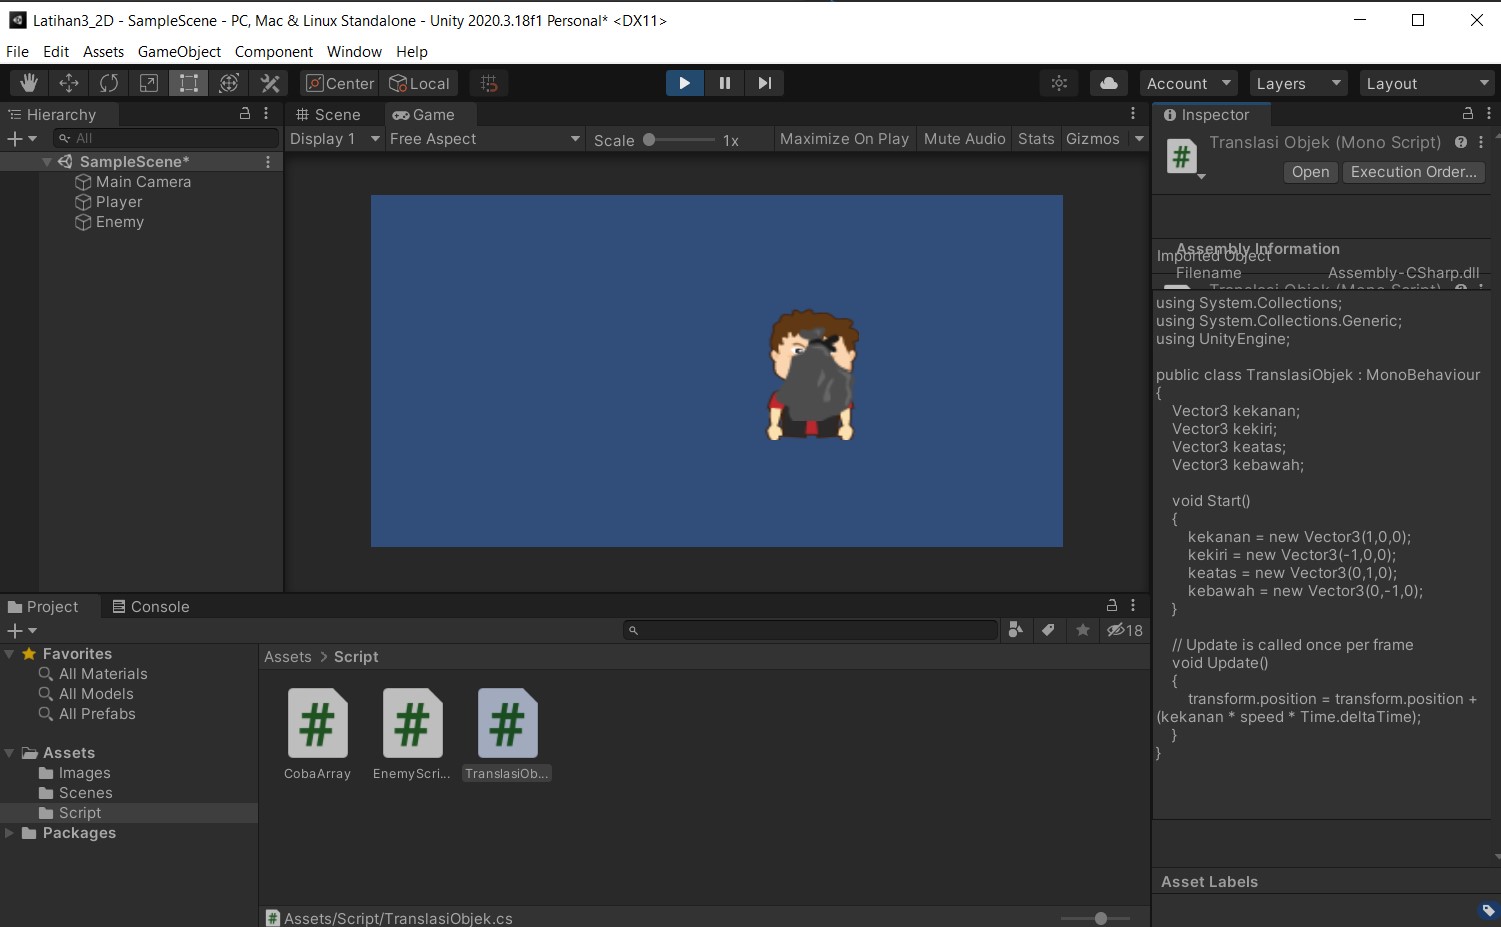 Latihan3_2D - SampleScene - PC, Mac & Linux Standalone - Unity 2020.3.18f1 Personal* <DX11>
File Edit Assets GameObject Component Window Help
Center Local Account Layers Layout
Hierarchy
All
SampleScene*
Main Camera
Player
Enemy
Scene Game
Display 1 Free Aspect Scale 1x Maximize On Play Mute Audio Stats Gizmos
Inspector
Translasi Objek (Mono Script)
Open Execution Order...
Assembly Information
Imported Object
Filename Assembly-CSharp.dll
Translasi Objek (Mono Script)
using System.Collections;
using System.Collections.Generic;
using UnityEngine;
public class TranslasiObjek : MonoBehaviour
{
Vector3 kekanan;
Vector3 kekiri;
Vector3 keatas;
Vector3 kebawah;
void Start()
{
kekanan = new Vector3(1,0,0);
kekiri = new Vector3(-1,0,0);
keatas = new Vector3(0,1,0);
kebawah = new Vector3(0,-1,0);
}
// Update is called once per frame
void Update()
{
transform.position = transform.position +
(kekanan * speed * Time.deltaTime);
}
}
Asset Labels
Project Console
18
Favorites
All Materials
All Models
All Prefabs
Assets
Images
Scenes
Script
Packages
Assets > Script
CobaArray EnemyScri... TranslasiOb...
Assets/Script/TranslasiObjek.cs